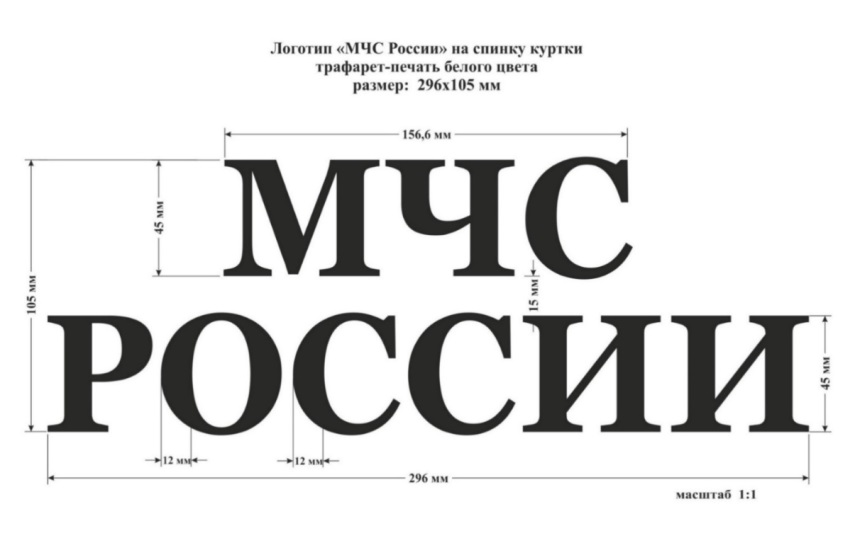 Логотип «МЧС России» на спинку куртки
трафарет-печать белого цвета
размер: 296х105 мм
156,6 мм
МЧС
45 мм
105 мм
15 мм
РОССИИ
45 мм
12 мм
12 мм
296 мм
масштаб 1:1